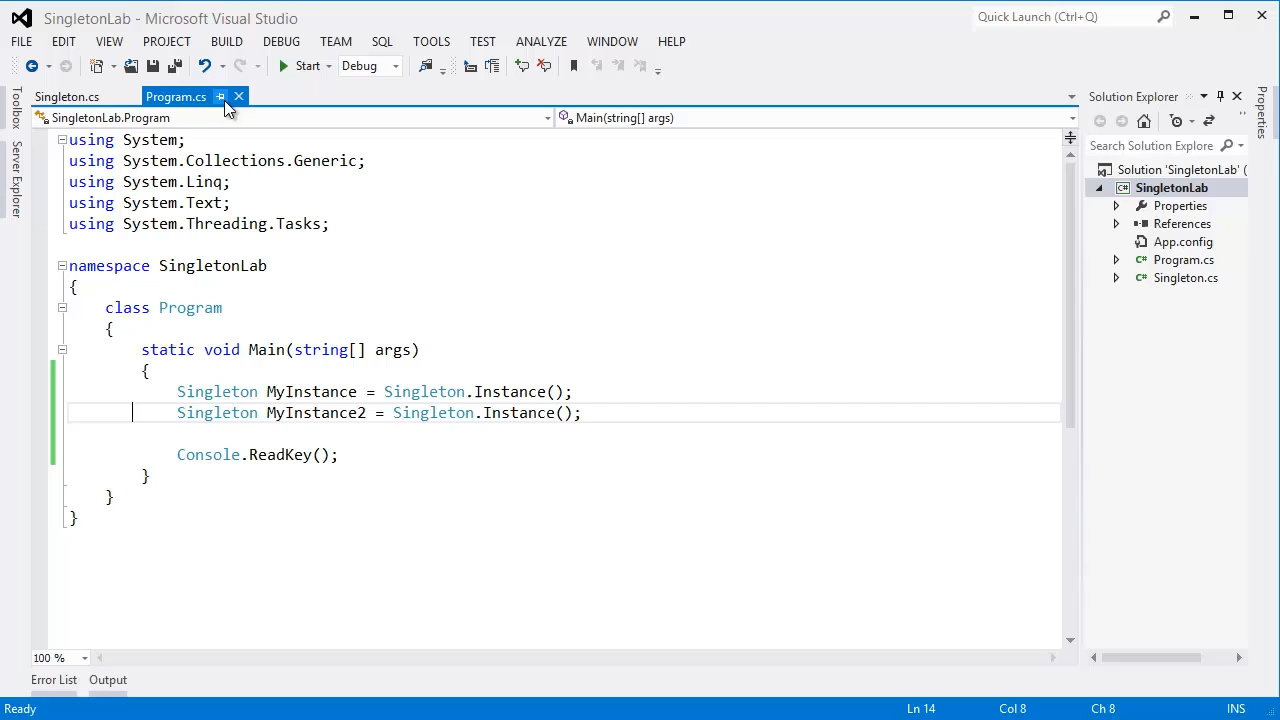 SingletonLab - Microsoft Visual Studio
Quick Launch (Ctrl+Q)
FILE EDIT VIEW PROJECT BUILD DEBUG TEAM SQL TOOLS TEST ANALYZE WINDOW HELP
Start Debug
Toolbox
Server Explorer
Singleton.cs Program.cs
SingletonLab.Program Main(string[] args)
using System;
using System.Collections.Generic;
using System.Linq;
using System.Text;
using System.Threading.Tasks;
namespace SingletonLab
{
class Program
{
static void Main(string[] args)
{
Singleton MyInstance = Singleton.Instance();
Singleton MyInstance2 = Singleton.Instance();
Console.ReadKey();
}
}
}
100 %
Solution Explorer
Search Solution Explore
Solution 'SingletonLab' (
SingletonLab
Properties
References
App.config
Program.cs
Singleton.cs
Properties
Error List Output
Ready Ln 14 Col 8 Ch 8 INS